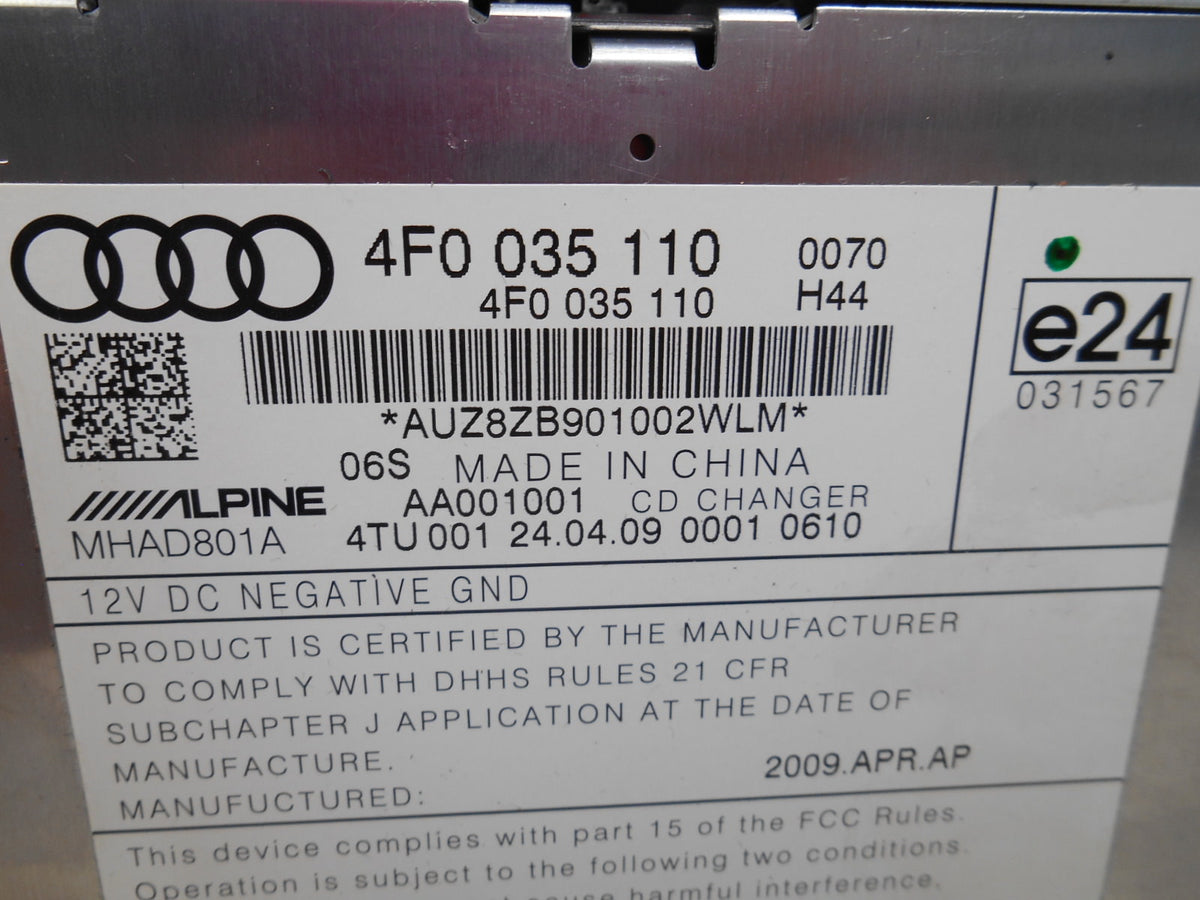 4F0 035 110 0070
4F0 035 110 H44
e24
031567
*AUZ8ZB901002WLM*
06S MADE IN CHINA
ALPINE AA001001 CD CHANGER
MHAD801A 4TU 001 24.04.09 0001 0610
12V DC NEGATIVE GND
PRODUCT IS CERTIFIED BY THE MANUFACTURER
TO COMPLY WITH DHHS RULES 21 CFR
SUBCHAPTER J APPLICATION AT THE DATE OF
MANUFACTURE.
2009.APR.AP
MANUFUCTURED:
This device complies with part 15 of the FCC Rules.
Operation is subject to the following two conditions.
cause harmful interference,